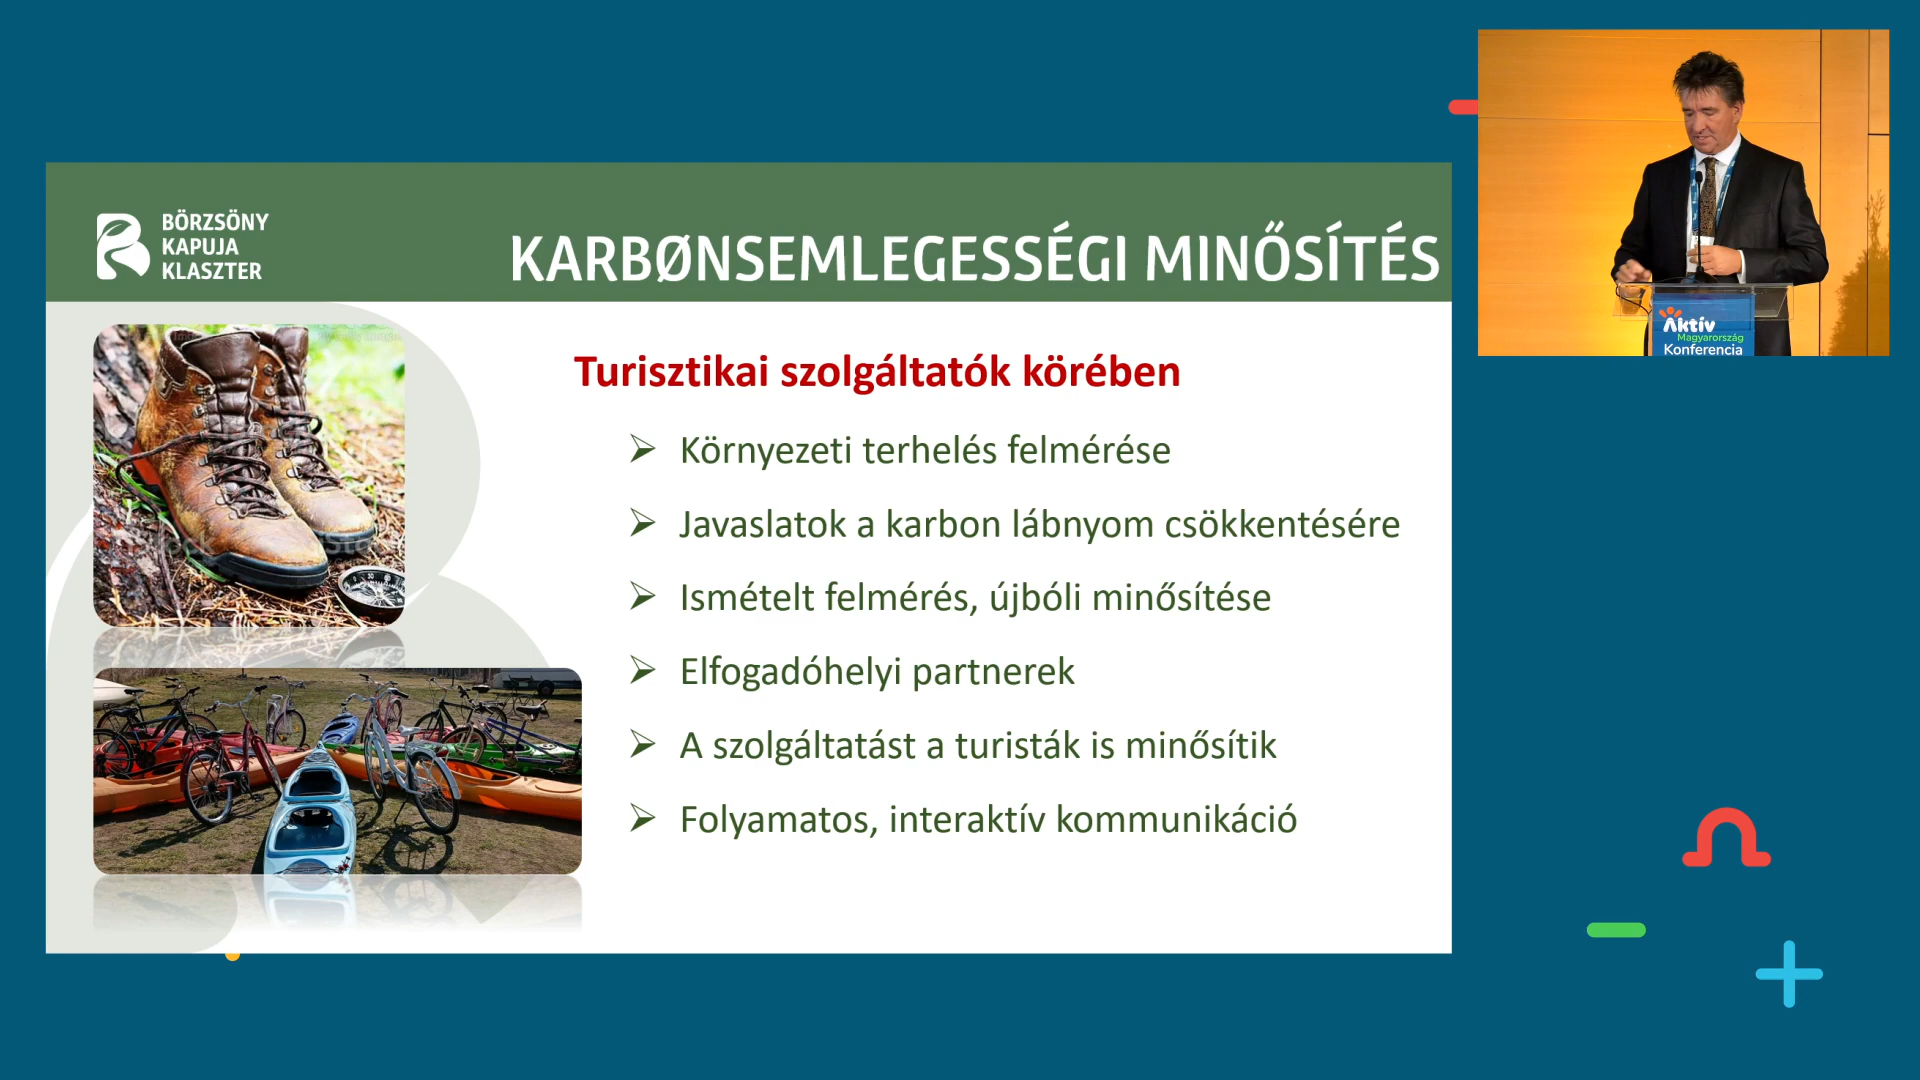 BÖRZSÖNY
KAPUJA
KLASZTER
KARBØNSEMLEGESSÉGI MINŐSÍTÉS
Turisztikai szolgáltatók körében
Környezeti terhelés felmérése
Javaslatok a karbon lábnyom csökkentésére
Ismételt felmérés, újbóli minősítése
Elfogadóhelyi partnerek
A szolgáltatást a turisták is minősítik
Folyamatos, interaktív kommunikáció
Aktív
Magyarország
Konferencia